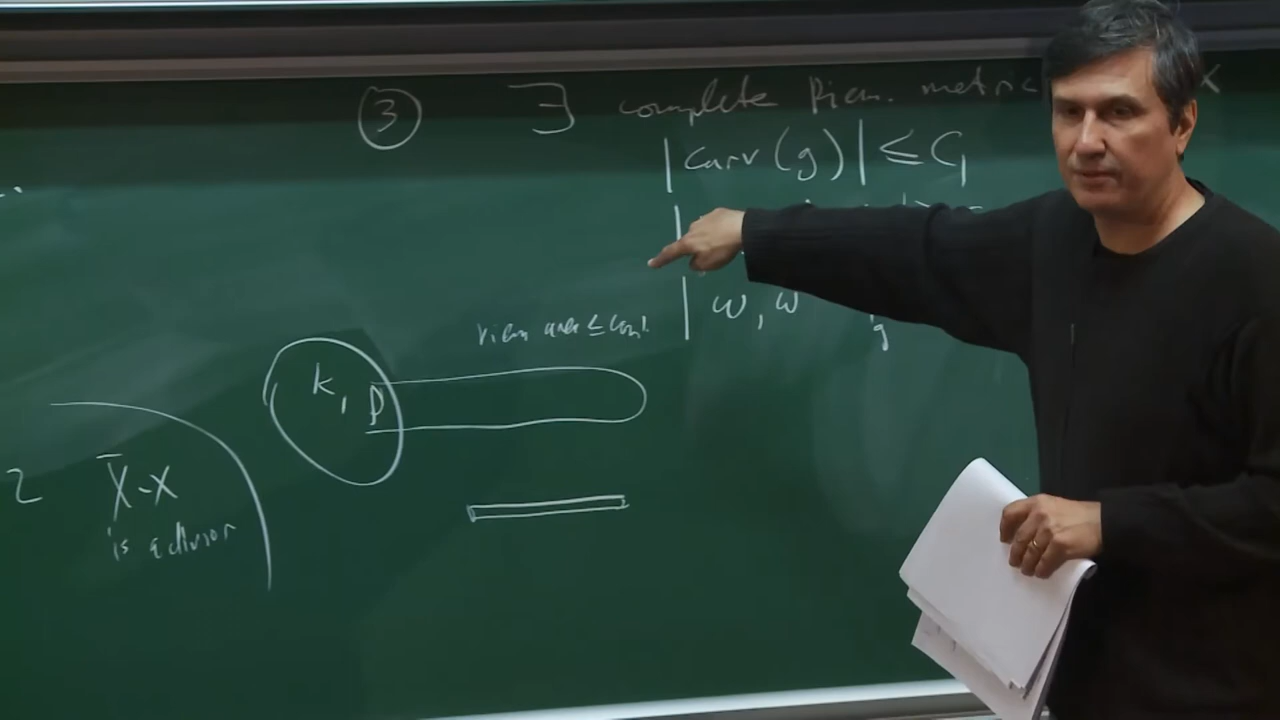 ③ ∃ complete Riem. metric X
|curv(g)| ≤ C₁
|
| ω, ω g
Riem area ≤ const.
K, p
2 X̄-X
is a divisor